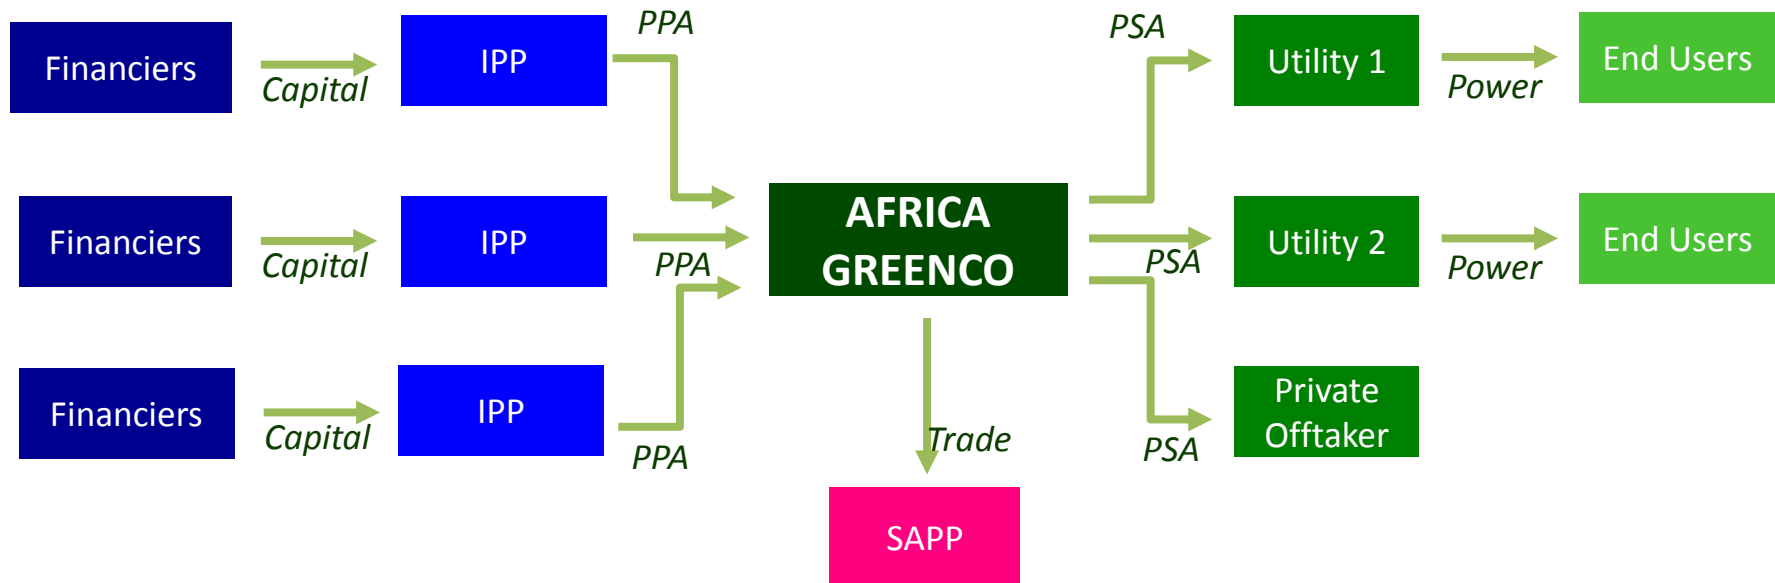 Financiers
Capital
IPP
PPA
PSA
Utility 1
Power
End Users
Financiers
Capital
IPP
PPA
AFRICA
GREENCO
PSA
Utility 2
Power
End Users
Financiers
Capital
IPP
PPA
Trade
PSA
Private
Offtaker
SAPP